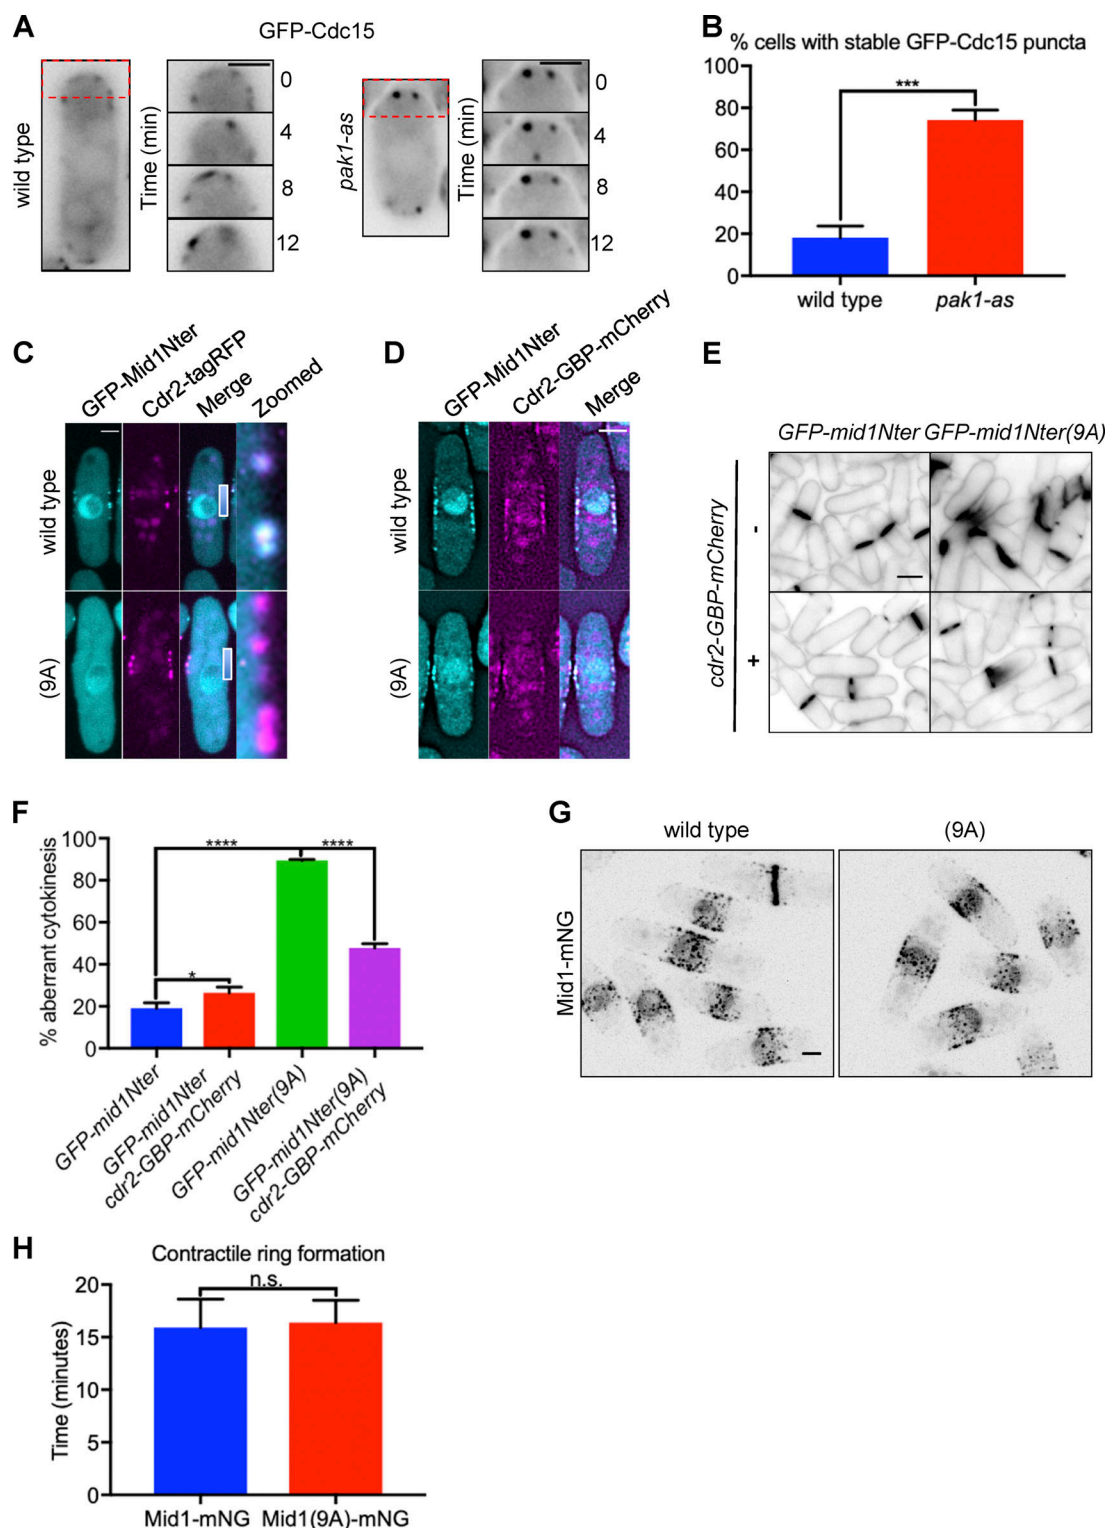 A
GFP-Cdc15
wild type
Time (min)
0
4
8
12
pak1-as
Time (min)
0
4
8
12
B
% cells with stable GFP-Cdc15 puncta
100
80
60
40
20
0
***
wild type
pak1-as
C
GFP-Mid1Nter
Cdr2-tagRFP
Merge
Zoomed
wild type
(9A)
D
GFP-Mid1Nter
Cdr2-GBP-mCherry
Merge
wild type
(9A)
E
GFP-mid1Nter GFP-mid1Nter(9A)
cdr2-GBP-mCherry
-
+
F
% aberrant cytokinesis
100
80
60
40
20
0
****
****
*
GFP-mid1Nter
GFP-mid1Nter
cdr2-GBP-mCherry
GFP-mid1Nter(9A)
GFP-mid1Nter(9A)
cdr2-GBP-mCherry
G
wild type
(9A)
Mid1-mNG
H
Contractile ring formation
n.s.
Time (minutes)
20
15
10
5
0
Mid1-mNG
Mid1(9A)-mNG